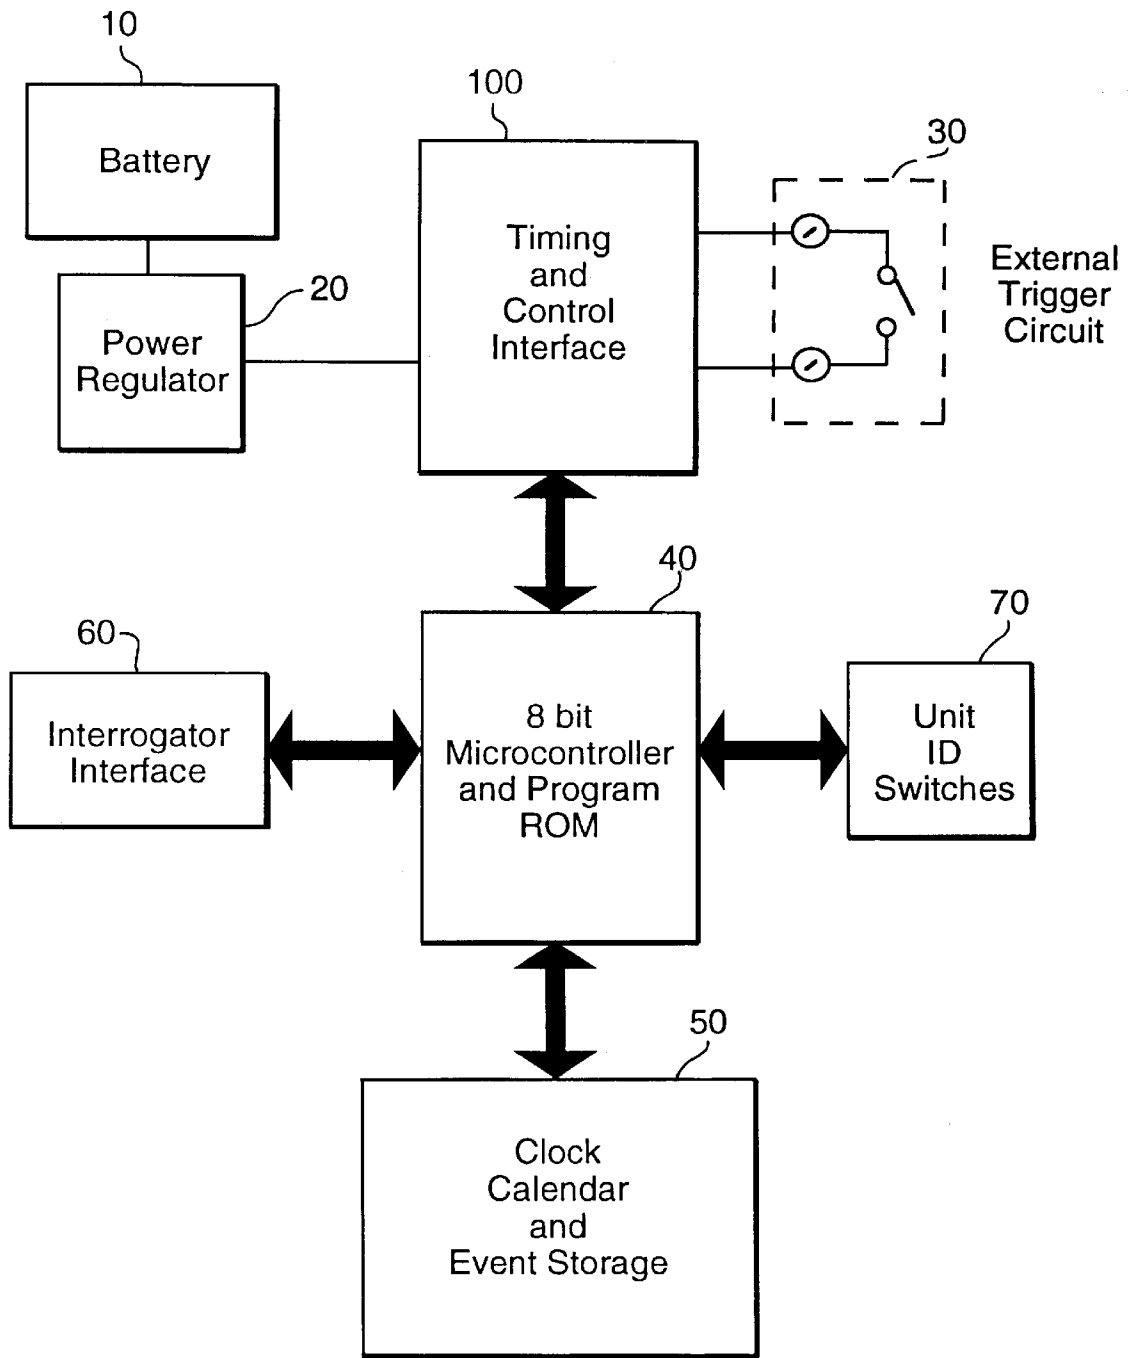 10
Battery
20
Power
Regulator
100
Timing
and
Control
Interface
30
External
Trigger
Circuit
40
8 bit
Microcontroller
and Program
ROM
60
Interrogator
Interface
70
Unit
ID
Switches
50
Clock
Calendar
and
Event Storage